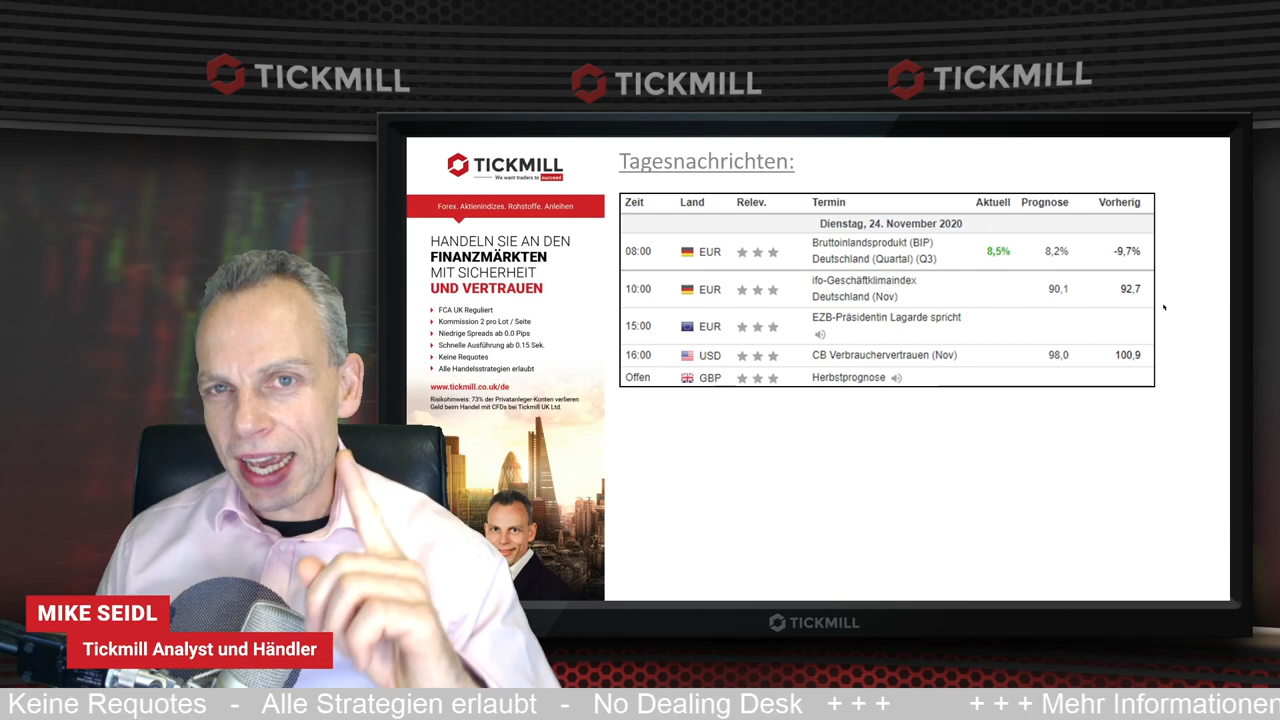 TICKMILL
TICKMILL
TICKMILL
TICKMILL
We want traders to succeed
Forex. Aktienindizes. Rohstoffe. Anleihen
HANDELN SIE AN DEN
FINANZMÄRKTEN
MIT SICHERHEIT
UND VERTRAUEN
FCA UK Reguliert
Kommission 2 pro Lot / Seite
Niedrige Spreads ab 0.0 Pips
Schnelle Ausführung ab 0.15 Sek.
Keine Requotes
Alle Handelsstrategien erlaubt
www.tickmill.co.uk/de
Risikohinweis: 73% der Privatanleger-Konten verlieren
Geld beim Handel mit CFDs bei Tickmill UK Ltd.
Tagesnachrichten:
Zeit Land Relev. Termin Aktuell Prognose Vorherig
Dienstag, 24. November 2020
08:00 EUR Bruttoinlandsprodukt (BIP) 8,5% 8,2% -9,7%
Deutschland (Quartal) (Q3)
10:00 EUR ifo-Geschäftklimaindex 90,1 92,7
Deutschland (Nov)
15:00 EUR EZB-Präsidentin Lagarde spricht
16:00 USD CB Verbrauchervertrauen (Nov) 98,0 100,9
Offen GBP Herbstprognose
TICKMILL
MIKE SEIDL
Tickmill Analyst und Händler
Keine Requotes - Alle Strategien erlaubt - No Dealing Desk + + + + + + Mehr Informationen